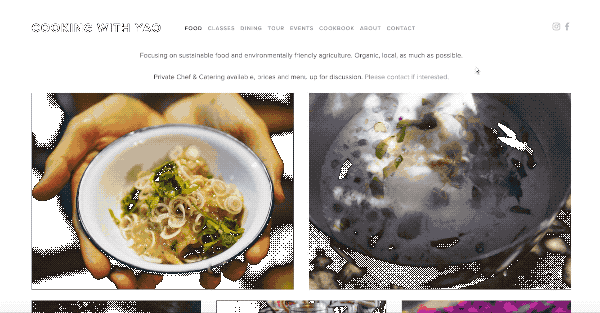 COOKING WITH YAO
FOOD CLASSES DINING TOUR EVENTS COOKBOOK ABOUT CONTACT
Focusing on sustainable food and environmentally friendly agriculture. Organic, local, as much as possible.
Private Chef & Catering available, prices and menu up for discussion. Please contact if interested.